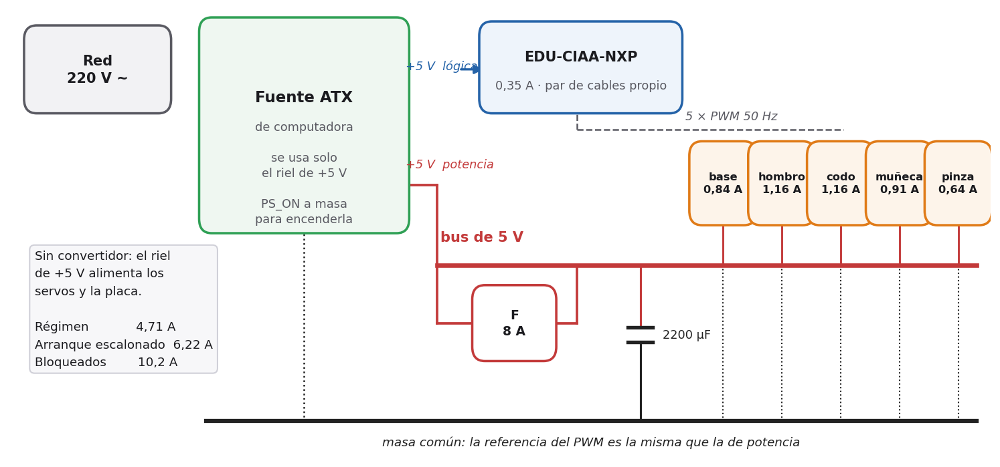 Red
220 V ~
Fuente ATX
de computadora
se usa solo
el riel de +5 V
PS_ON a masa
para encenderla
+5 V  lógica
EDU-CIAA-NXP
0,35 A · par de cables propio
5 × PWM 50 Hz
+5 V  potencia
base
0,84 A
hombro
1,16 A
codo
1,16 A
muñeca
0,91 A
pinza
0,64 A
bus de 5 V
Sin convertidor: el riel
de +5 V alimenta los
servos y la placa.
Régimen 4,71 A
Arranque escalonado 6,22 A
Bloqueados 10,2 A
F
8 A
2200 µF
masa común: la referencia del PWM es la misma que la de potencia